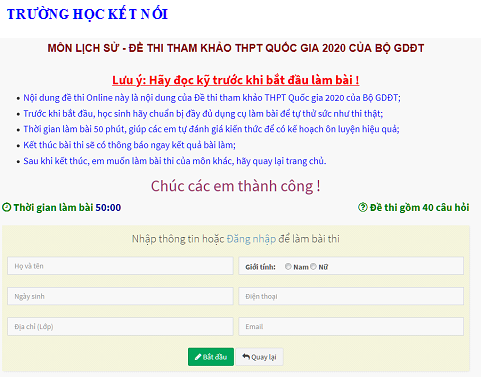 TRƯỜNG HỌC KẾT NỐI
MÔN LỊCH SỬ - ĐỀ THI THAM KHẢO THPT QUỐC GIA 2020 CỦA BỘ GDĐT
Lưu ý: Hãy đọc kỹ trước khi bắt đầu làm bài !
• Nội dung đề thi Online này là nội dung của Đề thi tham khảo THPT Quốc gia 2020 của Bộ GDĐT;
• Trước khi bắt đầu, học sinh hãy chuẩn bị đầy đủ dụng cụ làm bài để tự thử sức như thi thật;
• Thời gian làm bài 50 phút, giúp các em tự đánh giá kiến thức để có kế hoạch ôn luyện hiệu quả;
• Kết thúc bài thi sẽ có thông báo ngay kết quả bài làm;
• Sau khi kết thúc, em muốn làm bài thi của môn khác, hãy quay lại trang chủ.
Chúc các em thành công !
Thời gian làm bài 50:00 Đề thi gồm 40 câu hỏi
Nhập thông tin hoặc Đăng nhập để làm bài thi
Họ và tên Giới tính: Nam Nữ
Ngày sinh Điện thoại
Địa chỉ (Lớp) Email
Bắt đầu Quay lại